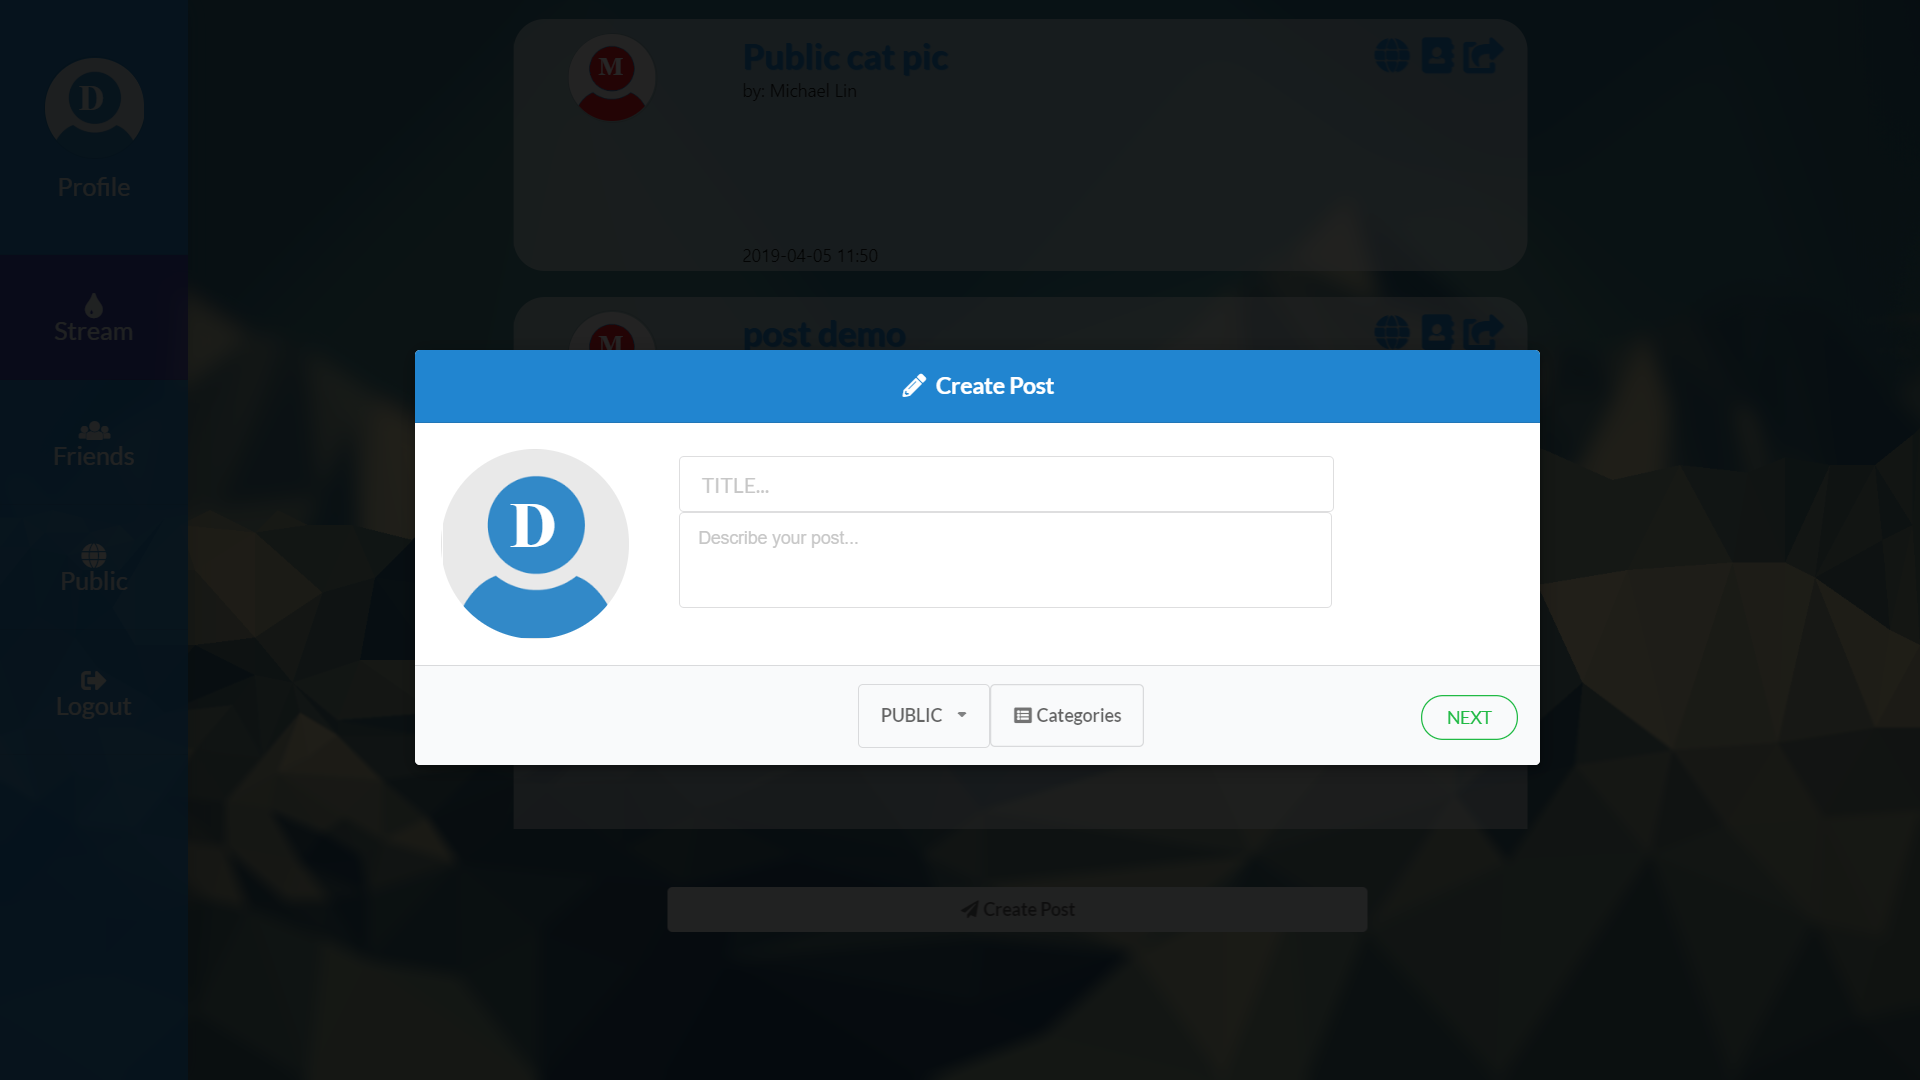 D
Profile
Stream
Friends
Public
Logout
M
Public cat pic
by: Michael Lin
2019-04-05 11:50
M
post demo
Create Post
D
TITLE...
Describe your post...
PUBLIC
Categories
NEXT
Create Post